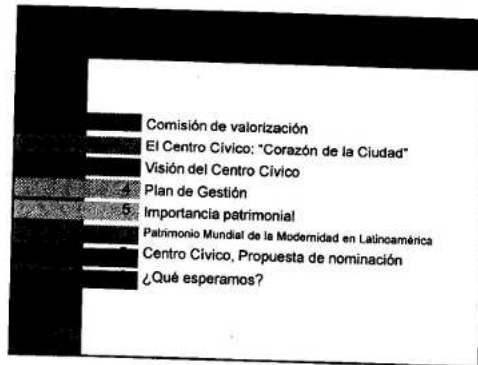 Comisión de valorización
El Centro Cívico: "Corazón de la Ciudad"
Visión del Centro Cívico
4 Plan de Gestión
5 Importancia patrimonial
Patrimonio Mundial de la Modernidad en Latinoamérica
Centro Cívico, Propuesta de nominación
¿Qué esperamos?